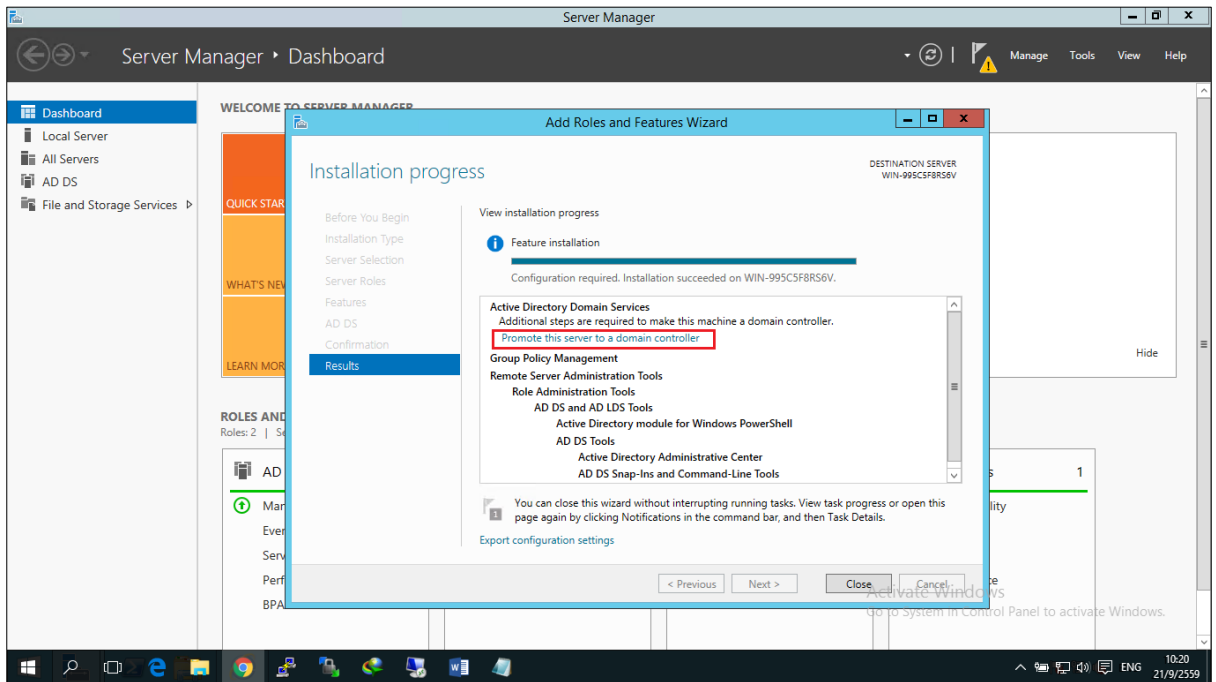 Server Manager
Server Manager • Dashboard
Manage Tools View Help
Dashboard
Local Server
All Servers
AD DS
File and Storage Services
WELCOME TO SERVER MANAGER
QUICK STAR
WHAT'S NEW
LEARN MOR
Hide
ROLES AND
Roles: 2 | Se
AD
1
Man
Even
Serv
Perf
BPA
Add Roles and Features Wizard
Installation progress
DESTINATION SERVER
WIN-995C5F8RS6V
Before You Begin
Installation Type
Server Selection
Server Roles
Features
AD DS
Confirmation
Results
View installation progress
Feature installation
Configuration required. Installation succeeded on WIN-995C5F8RS6V.
Active Directory Domain Services
Additional steps are required to make this machine a domain controller.
Promote this server to a domain controller
Group Policy Management
Remote Server Administration Tools
Role Administration Tools
AD DS and AD LDS Tools
Active Directory module for Windows PowerShell
AD DS Tools
Active Directory Administrative Center
AD DS Snap-Ins and Command-Line Tools
1
You can close this wizard without interrupting running tasks. View task progress or open this
page again by clicking Notifications in the command bar, and then Task Details.
Export configuration settings
< Previous Next > Close Cancel
Activate Windows
Go to System in Control Panel to activate Windows.
ENG
10:20
21/9/2559